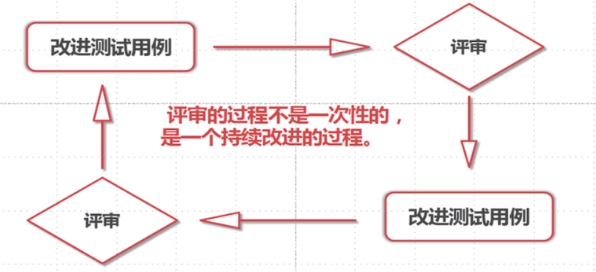 改进测试用例
评审
评审的过程不是一次性的，
是一个持续改进的过程。
评审
改进测试用例